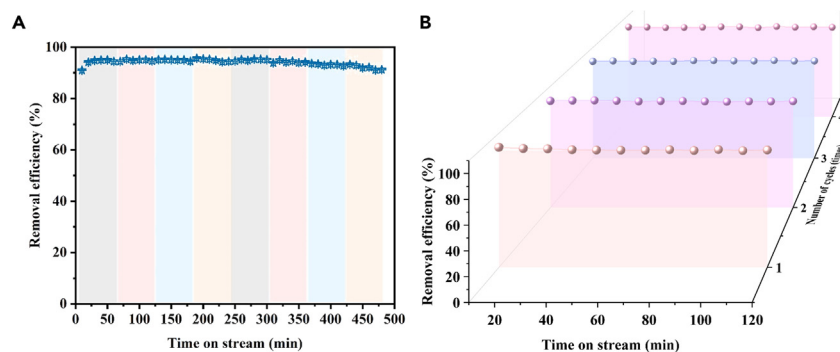 A
100
80
60
40
20
0
Removal efficiency (%)
0 50 100 150 200 250 300 350 400 450 500
Time on stream (min)
B
100
80
60
40
20
0
Removal efficiency (%)
20 40 60 80 100 120
Time on stream (min)
1
2
3
4
Number of cycles (time)